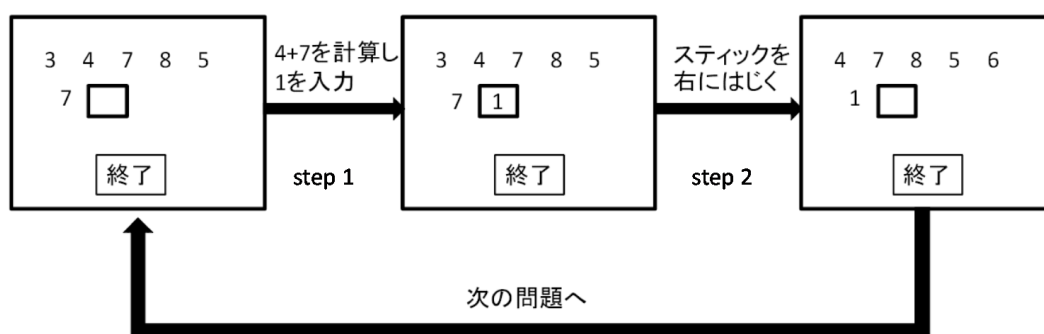 3 4 7 8 5
7
終了
4+7を計算し
1を入力
step 1
3 4 7 8 5
7 1
終了
スティックを
右にはじく
step 2
4 7 8 5 6
1
終了
次の問題へ